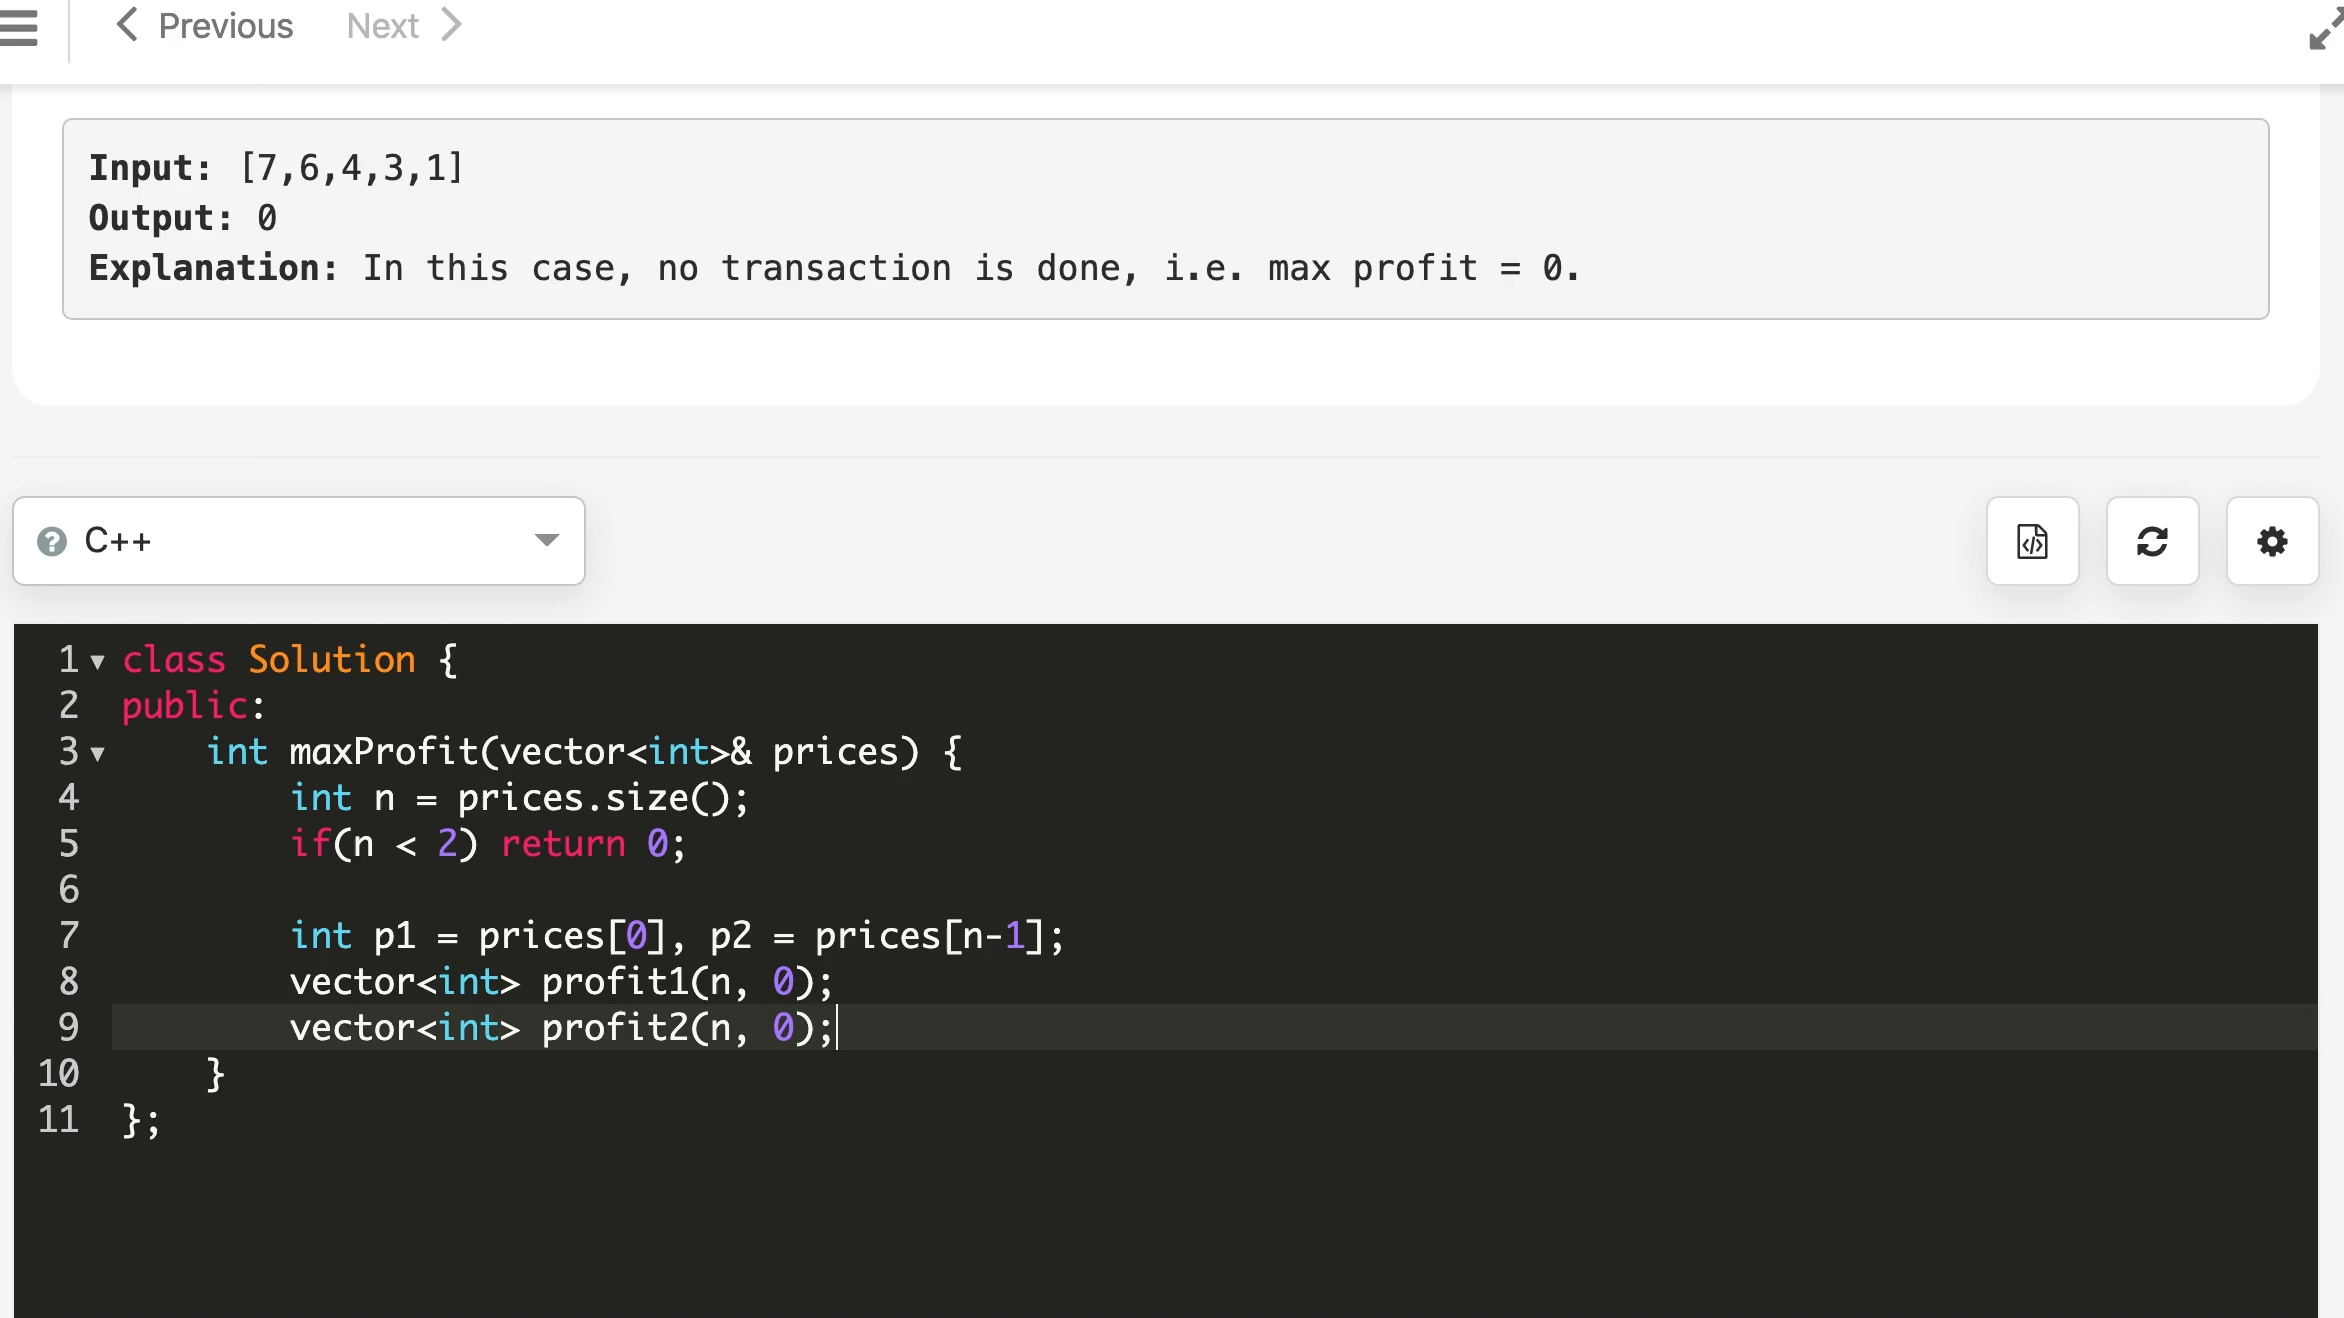 Previous Next
Input: [7,6,4,3,1]
Output: 0
Explanation: In this case, no transaction is done, i.e. max profit = 0.
? C++
</>
1 class Solution {
2 public:
3     int maxProfit(vector<int>& prices) {
4         int n = prices.size();
5         if(n < 2) return 0;
6
7         int p1 = prices[0], p2 = prices[n-1];
8         vector<int> profit1(n, 0);
9         vector<int> profit2(n, 0);
10     }
11 };